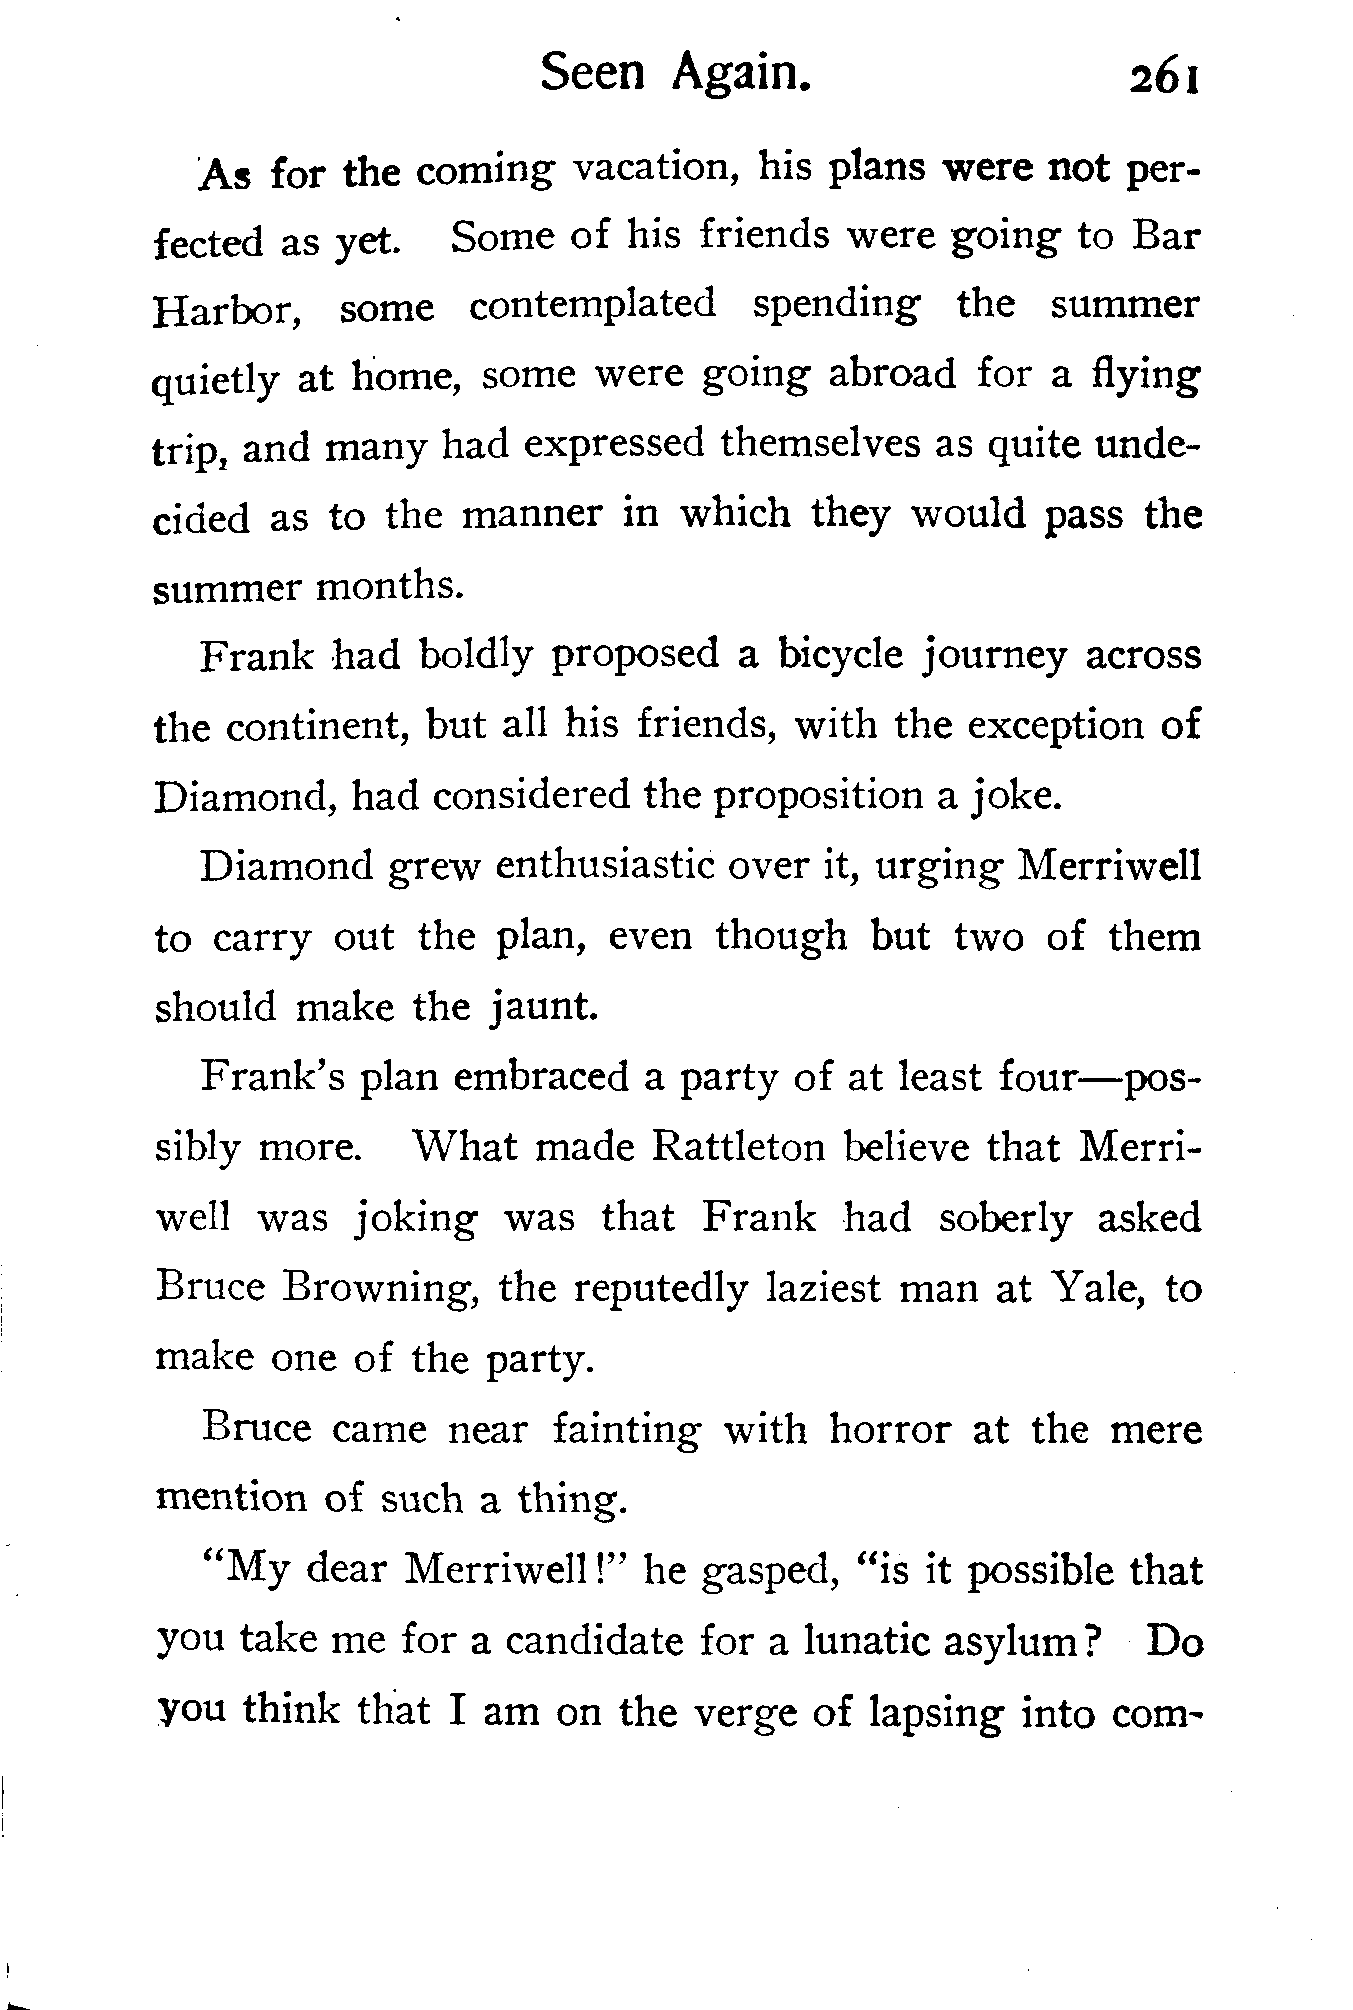 Seen Again. 261
As for the coming vacation, his plans were not per-
fected as yet. Some of his friends were going to Bar
Harbor, some contemplated spending the summer
quietly at home, some were going abroad for a flying
trip, and many had expressed themselves as quite unde-
cided as to the manner in which they would pass the
summer months.
Frank had boldly proposed a bicycle journey across
the continent, but all his friends, with the exception of
Diamond, had considered the proposition a joke.
Diamond grew enthusiastic over it, urging Merriwell
to carry out the plan, even though but two of them
should make the jaunt.
Frank's plan embraced a party of at least four—pos-
sibly more. What made Rattleton believe that Merri-
well was joking was that Frank had soberly asked
Bruce Browning, the reputedly laziest man at Yale, to
make one of the party.
Bruce came near fainting with horror at the mere
mention of such a thing.
"My dear Merriwell!" he gasped, "is it possible that
you take me for a candidate for a lunatic asylum? Do
you think that I am on the verge of lapsing into com-